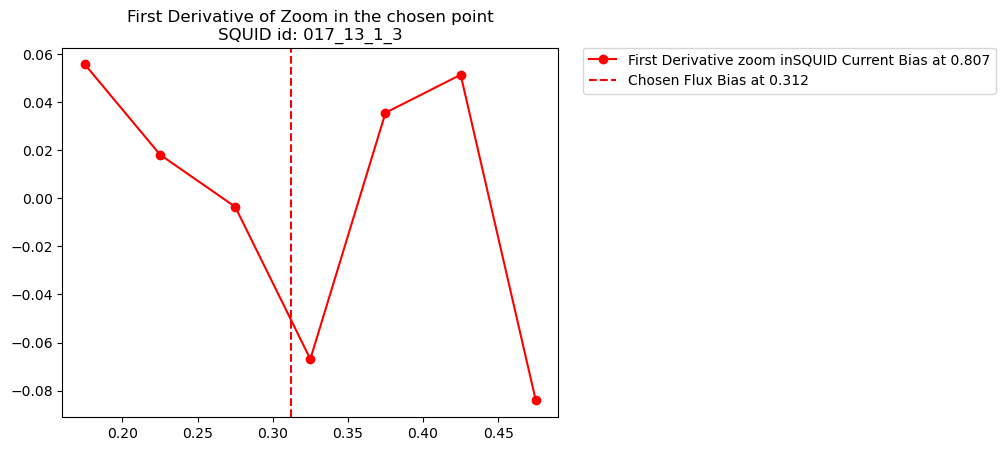 First Derivative of Zoom in the chosen point
SQUID id: 017_13_1_3
First Derivative zoom inSQUID Current Bias at 0.807
Chosen Flux Bias at 0.312
0.06
0.04
0.02
0.00
−0.02
−0.04
−0.06
−0.08
0.20 0.25 0.30 0.35 0.40 0.45